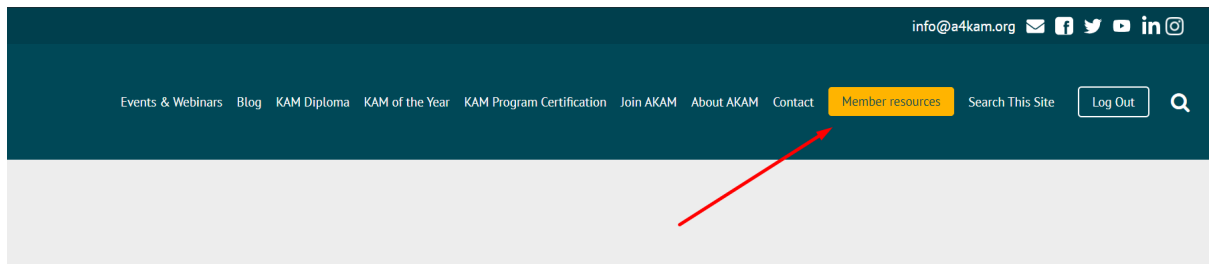 info@a4kam.org
Events & Webinars Blog KAM Diploma KAM of the Year KAM Program Certification Join AKAM About AKAM Contact Member resources Search This Site Log Out